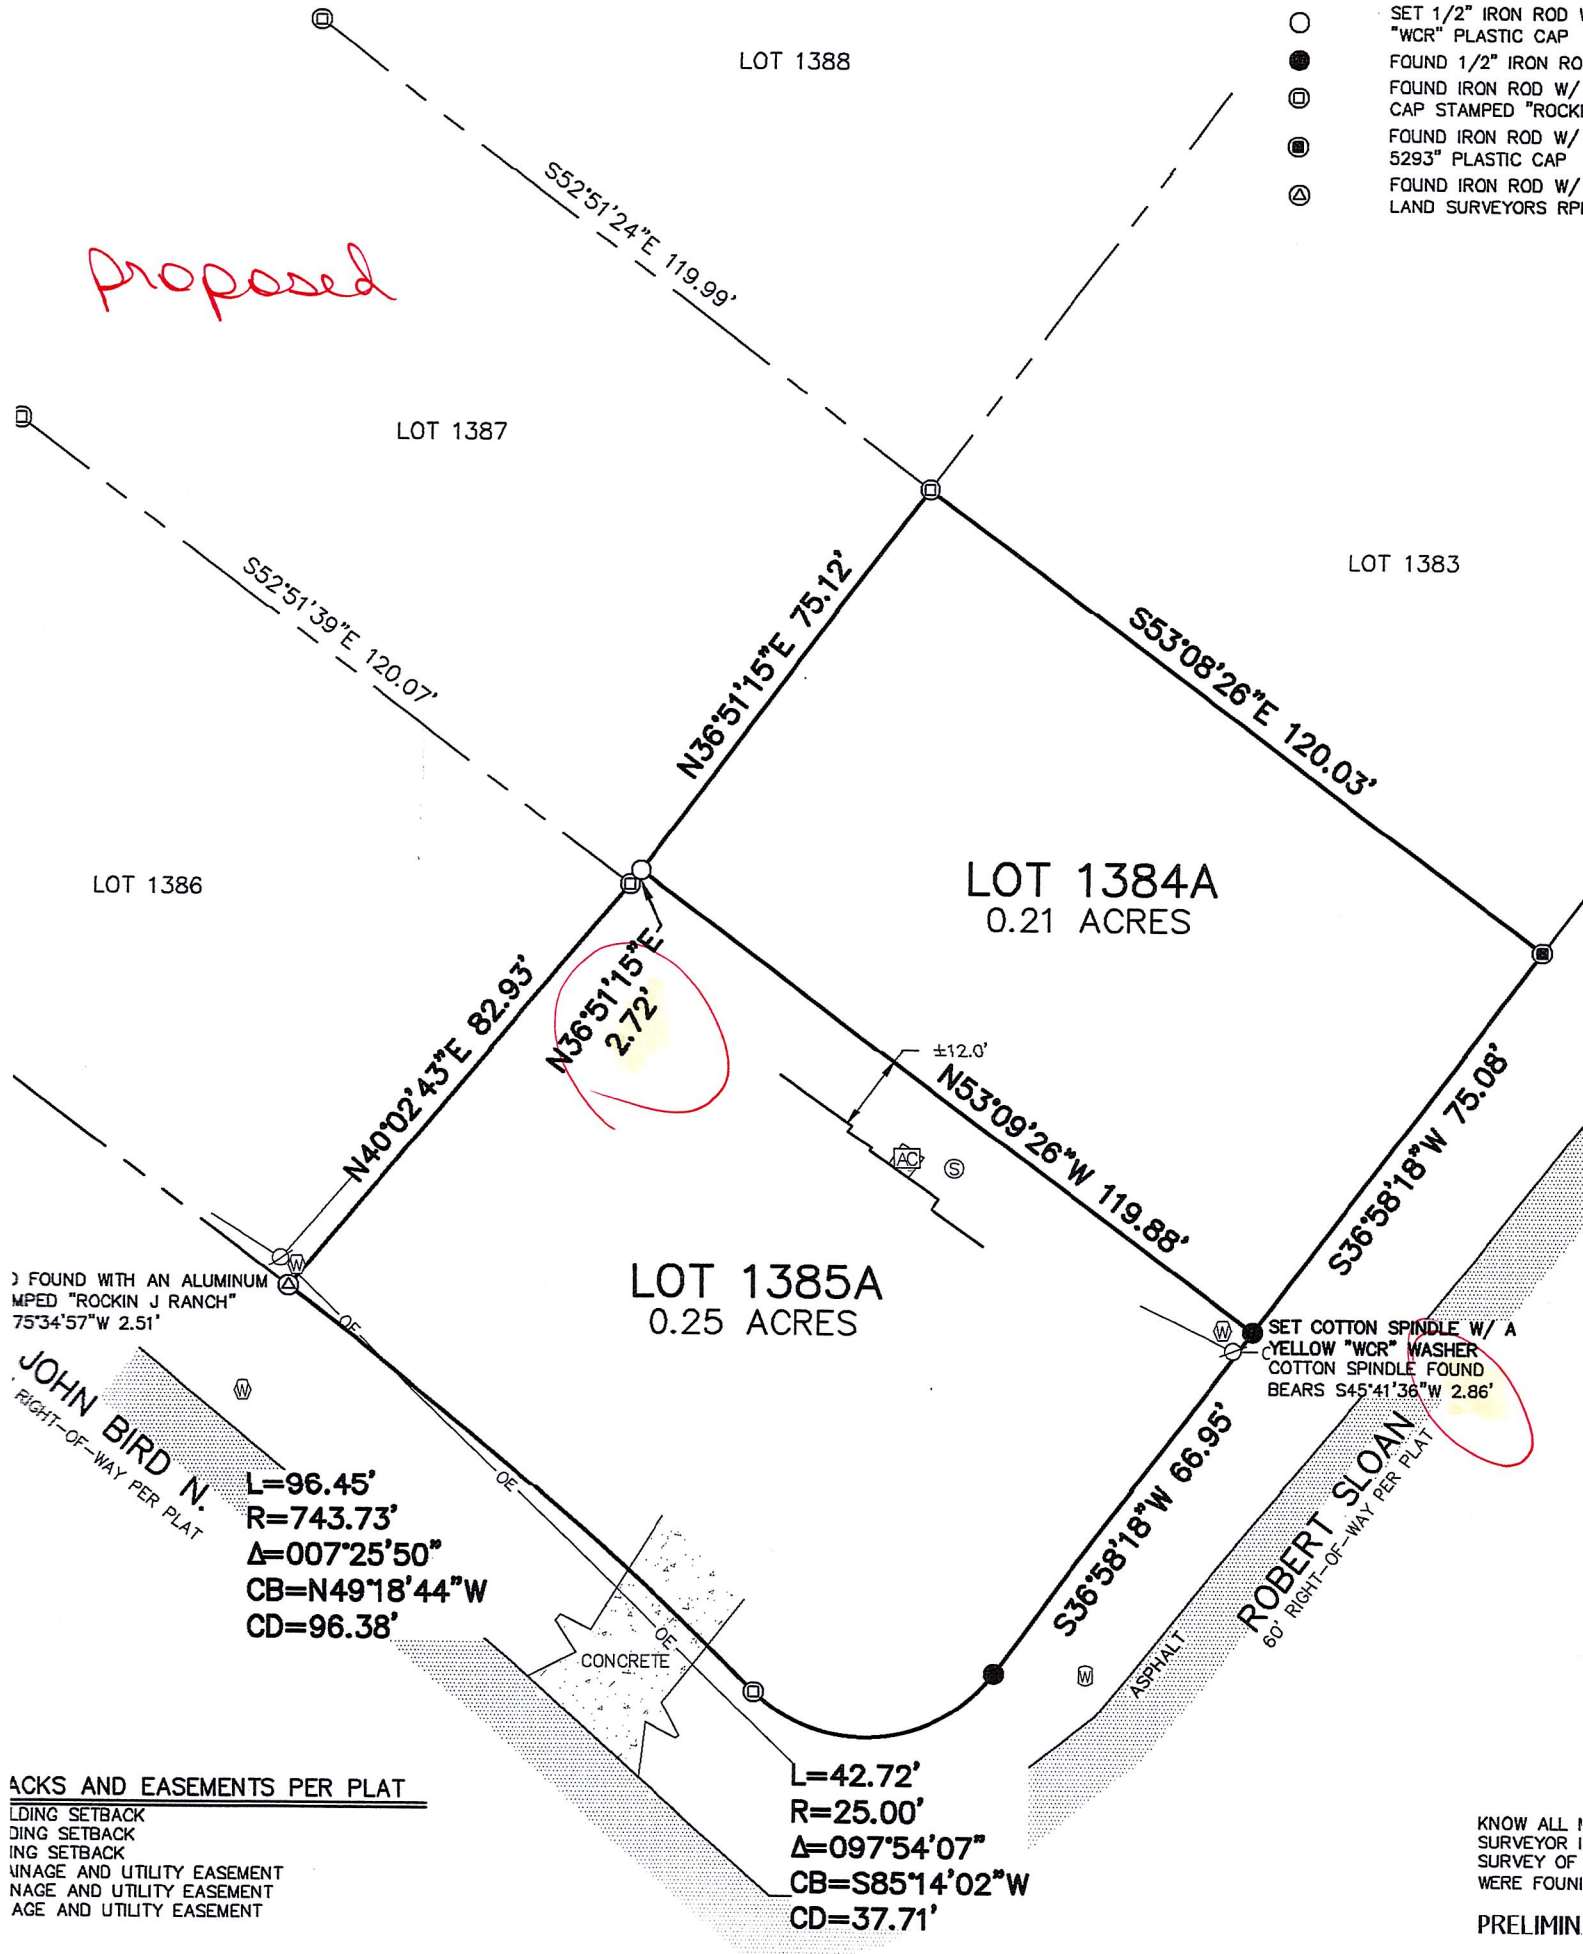 SET 1/2" IRON ROD
"WCR" PLASTIC CAP
FOUND 1/2" IRON
FOUND IRON ROD W/
CAP STAMPED
FOUND IRON ROD W/
5293" PLASTIC CAP
FOUND IRON ROD W/
LAND SURVEYORS
LOT 1388
S52°51'24"E 119.99'
proposed
LOT 1387
LOT 1383
S52°51'39"E 120.07'
N36°51'15"E 75.12'
S53°08'26"E 120.03'
LOT 1386
LOT 1384A
0.21 ACRES
N36°51'15"E
2.72'
N40°02'43"E 82.93'
±12.0'
N53°09'26"W 119.88'
AC
S
S36°58'18"W 75.08'
LOT 1385A
0.25 ACRES
W
FOUND WITH AN ALUMINUM
MPED "ROCKIN J RANCH"
75°34'57"W 2.51'
OE
W
SET COTTON SPINDLE W/ A
YELLOW "WCR" WASHER
COTTON SPINDLE FOUND
BEARS S45°41'36"W 2.86'
JOHN BIRD N.
RIGHT-OF-WAY PER PLAT
W
L=96.45'
R=743.73'
Δ=007°25'50"
CB=N49°18'44"W
CD=96.38'
OE
S36°58'18"W 66.95'
ROBERT SLOAN
60' RIGHT-OF-WAY PER PLAT
OE
CONCRETE
W
ASPHALT
L=42.72'
R=25.00'
Δ=097°54'07"
CB=S85°14'02"W
CD=37.71'
ACKS AND EASEMENTS PER PLAT
LDING SETBACK
DING SETBACK
ING SETBACK
AINAGE AND UTILITY EASEMENT
NAGE AND UTILITY EASEMENT
AGE AND UTILITY EASEMENT
KNOW ALL
SURVEYOR
SURVEY OF
WERE
PRELIMIN